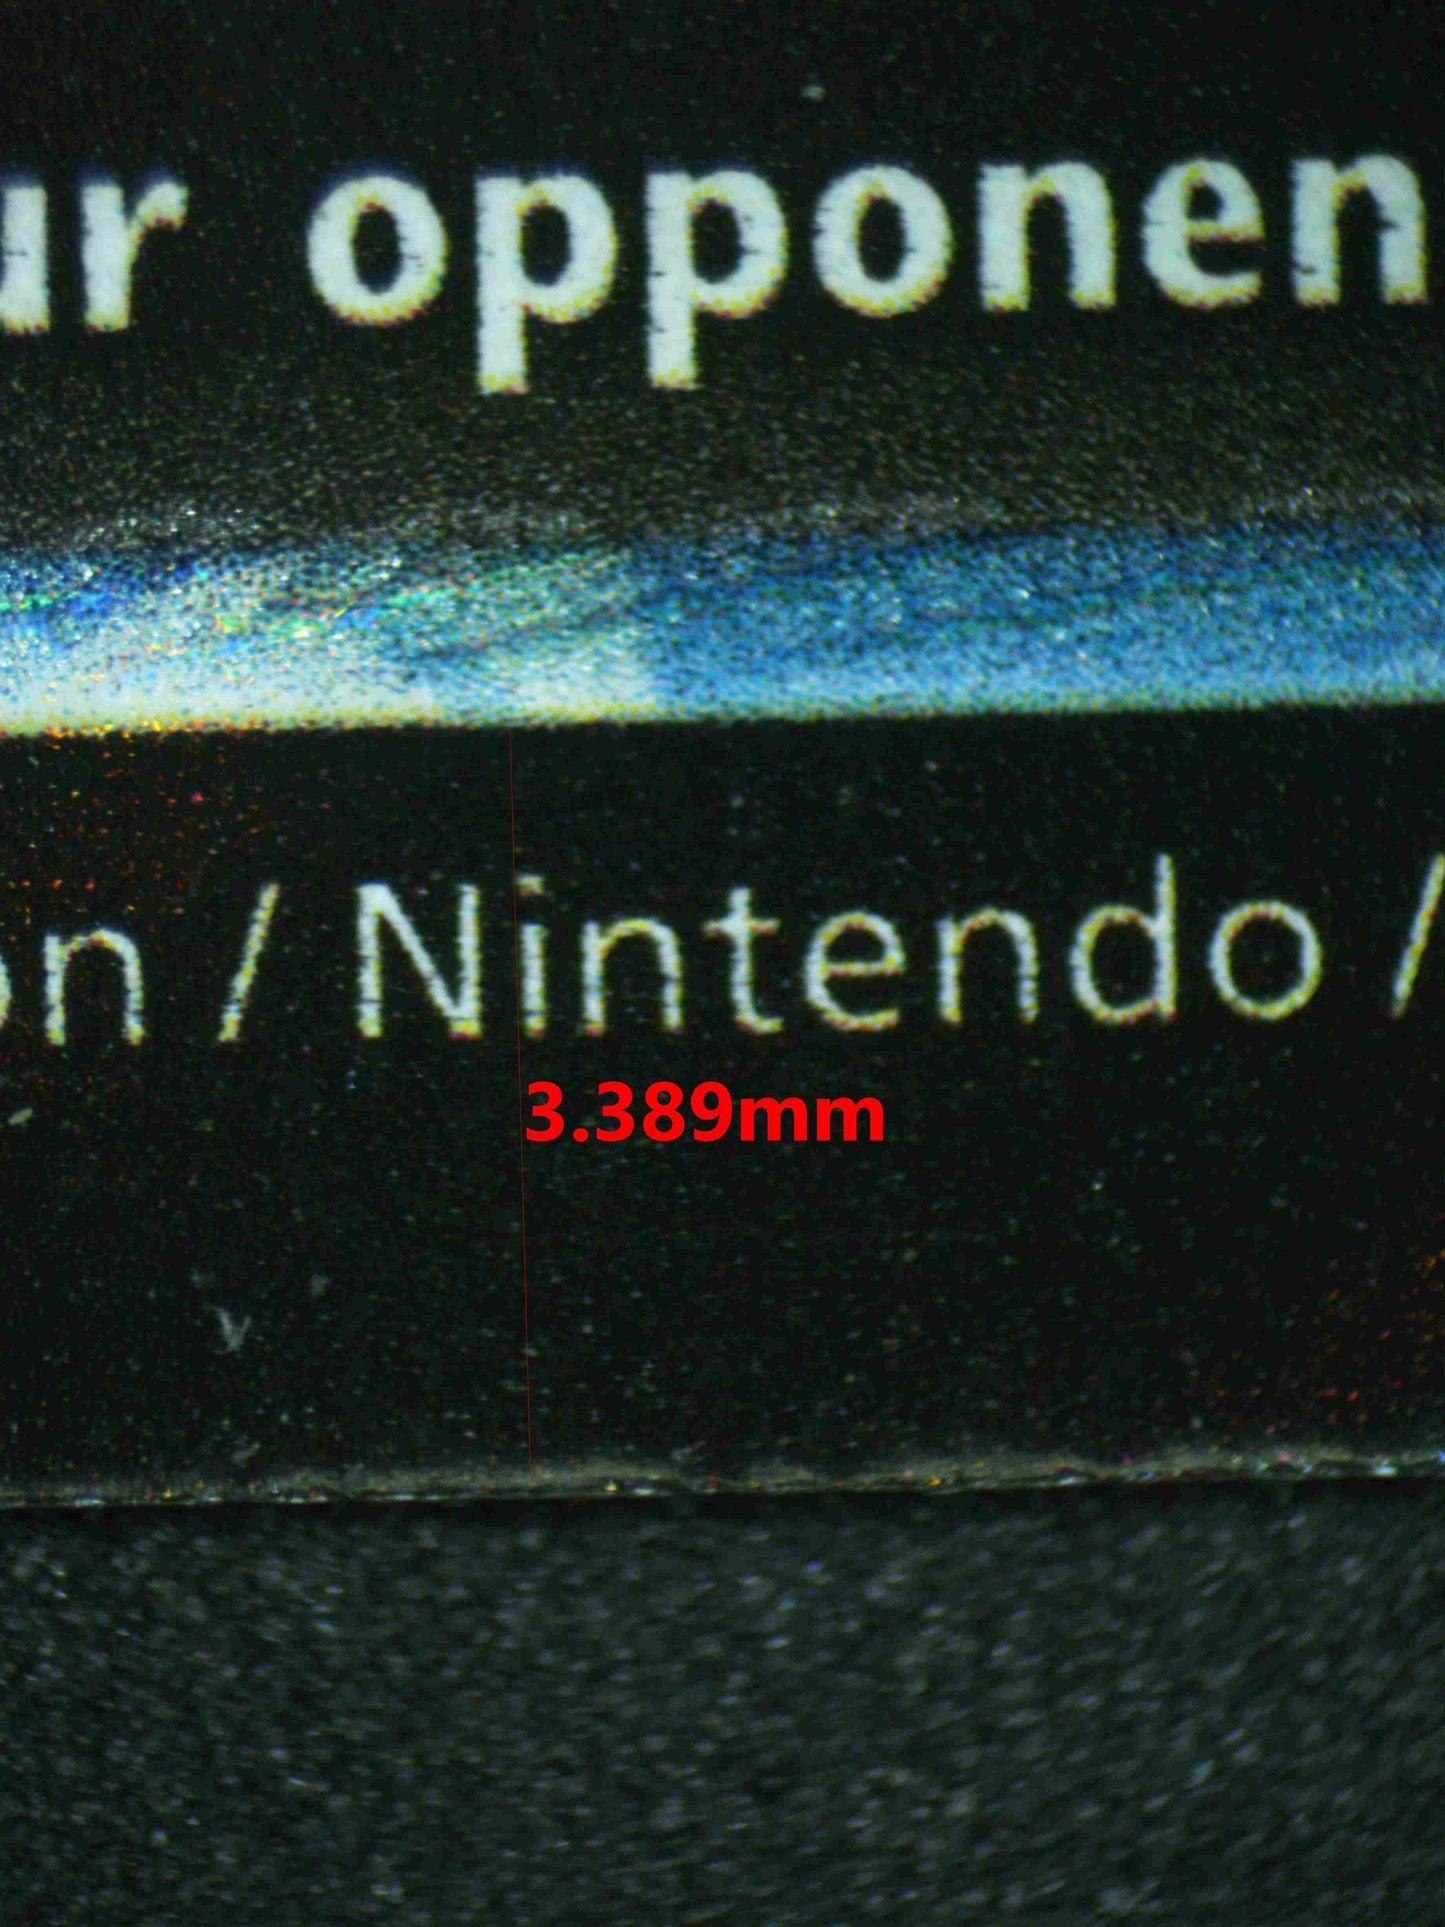 ur opponen
on / Nintendo /
3.389mm